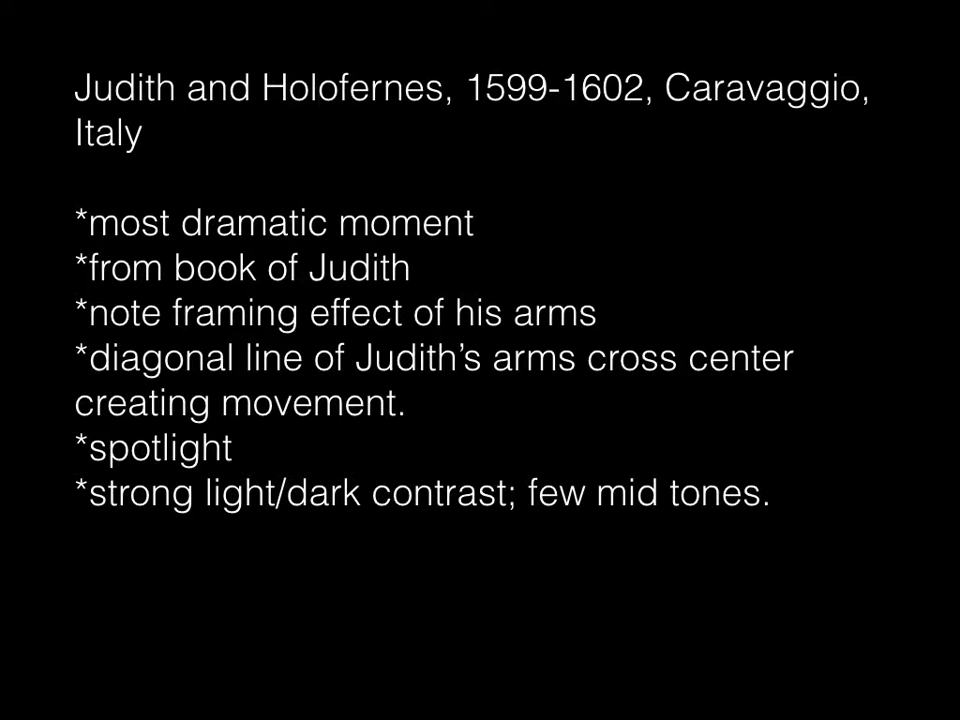 Judith and Holofernes, 1599-1602, Caravaggio,
Italy
*most dramatic moment
*from book of Judith
*note framing effect of his arms
*diagonal line of Judith’s arms cross center
creating movement.
*spotlight
*strong light/dark contrast; few mid tones.